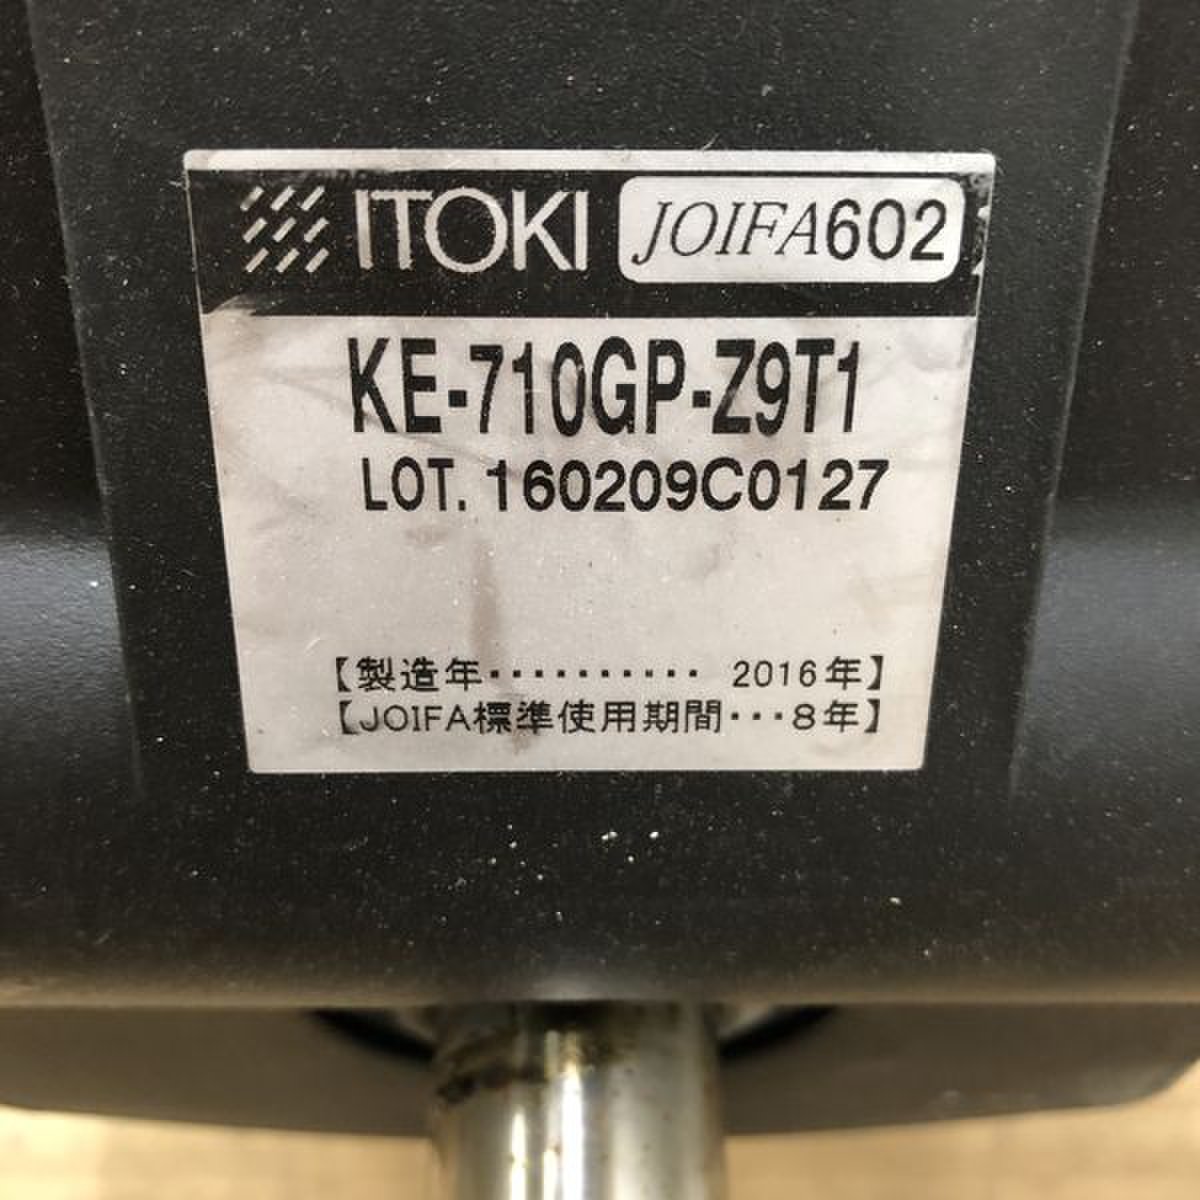 ITOKI JOIFA602
KE-710GP-Z9T1
LOT. 160209C0127
【製造年・・・・・・・・・・ 2016年】
【JOIFA標準使用期間・・・8年】